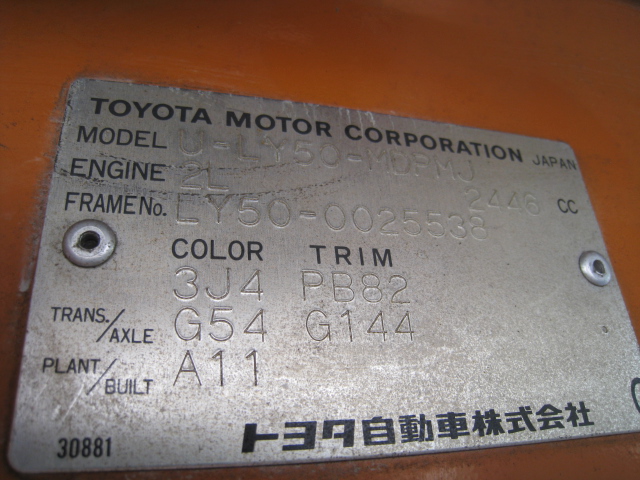 TOYOTA MOTOR CORPORATION JAPAN
MODEL U-LY50-MDPMJ
ENGINE 2L 2446 CC
FRAME No. LY50-0025538
COLOR TRIM
3J4 PB82
TRANS./AXLE G54 G144
PLANT/BUILT A11
30881 トヨタ自動車株式会社